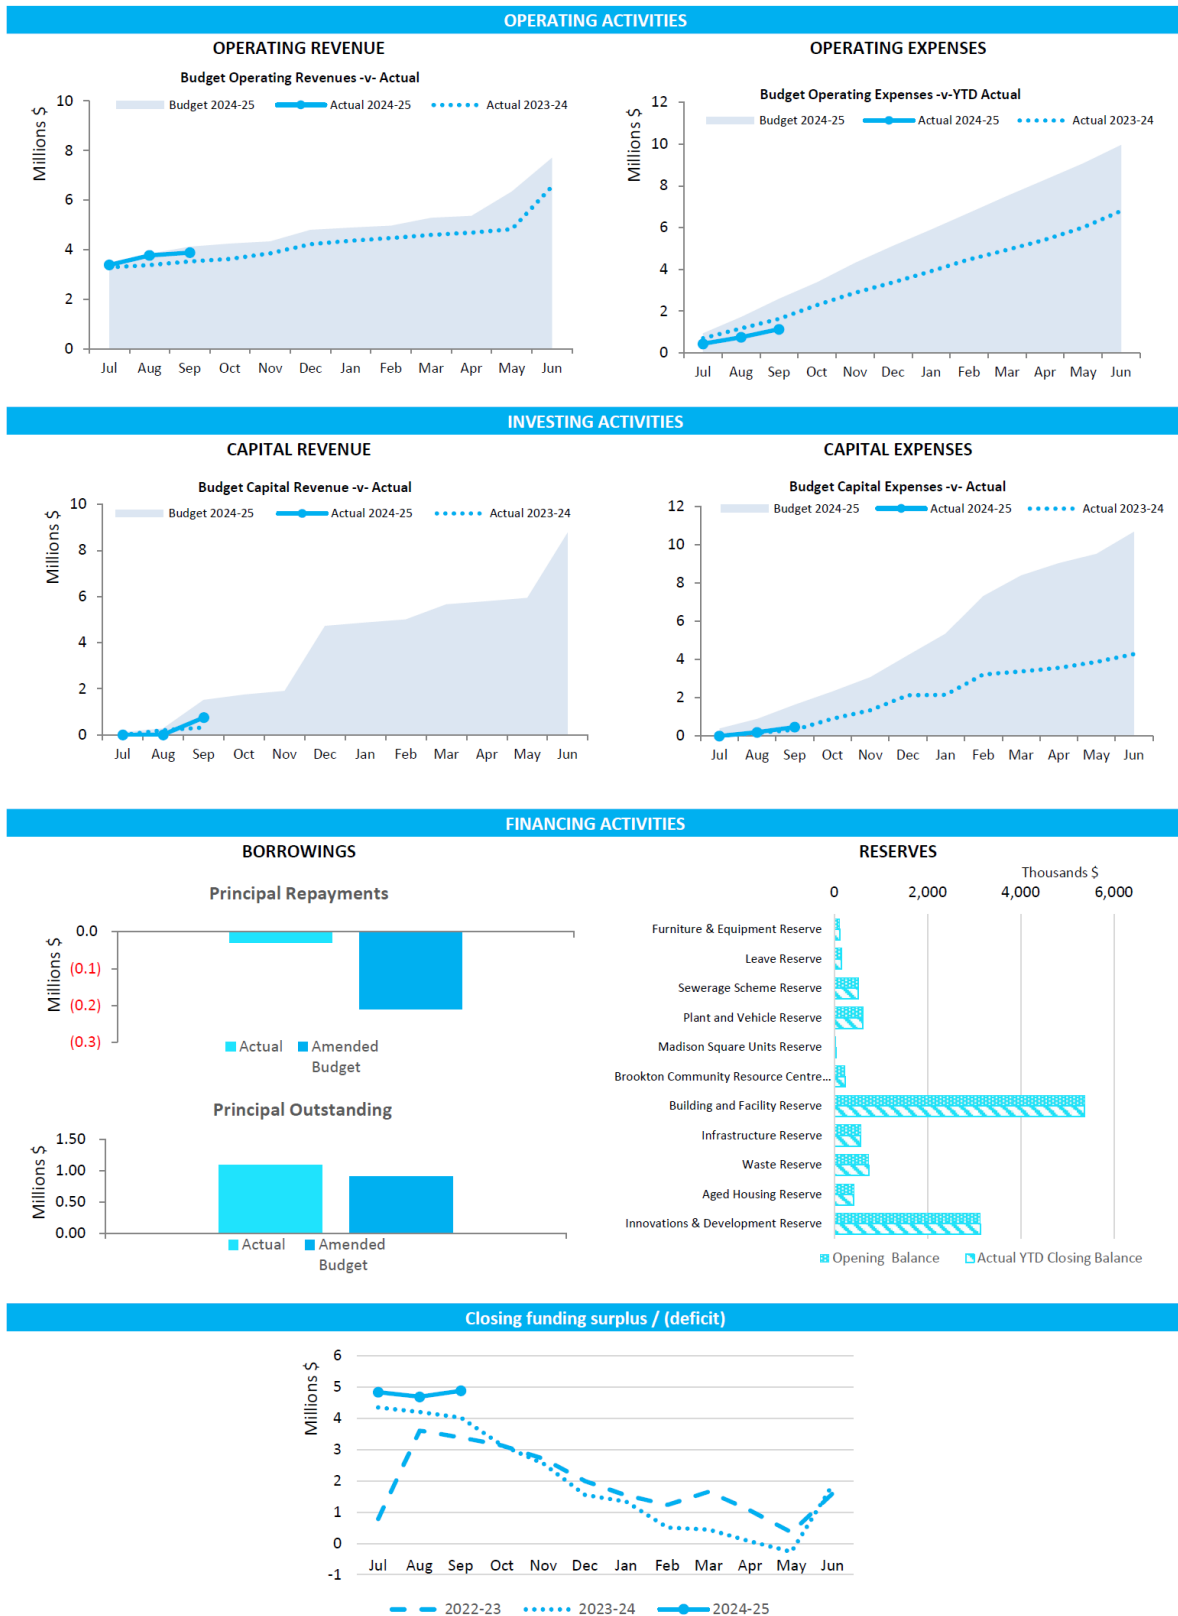 OPERATING ACTIVITIES
OPERATING REVENUE
Budget Operating Revenues -v- Actual
Budget 2024-25 Actual 2024-25 Actual 2023-24
Millions $
10
8
6
4
2
0
Jul Aug Sep Oct Nov Dec Jan Feb Mar Apr May Jun
OPERATING EXPENSES
Budget Operating Expenses -v-YTD Actual
Budget 2024-25 Actual 2024-25 Actual 2023-24
Millions $
12
10
8
6
4
2
0
Jul Aug Sep Oct Nov Dec Jan Feb Mar Apr May Jun
INVESTING ACTIVITIES
CAPITAL REVENUE
Budget Capital Revenue -v- Actual
Budget 2024-25 Actual 2024-25 Actual 2023-24
Millions $
10
8
6
4
2
0
Jul Aug Sep Oct Nov Dec Jan Feb Mar Apr May Jun
CAPITAL EXPENSES
Budget Capital Expenses -v- Actual
Budget 2024-25 Actual 2024-25 Actual 2023-24
12
10
8
6
4
2
0
Jul Aug Sep Oct Nov Dec Jan Feb Mar Apr May Jun
FINANCING ACTIVITIES
BORROWINGS
Principal Repayments
Millions $
0.0
(0.1)
(0.2)
(0.3)
Actual Amended
Budget
Principal Outstanding
Millions $
1.50
1.00
0.50
0.00
Actual Amended
Budget
RESERVES
Thousands $
0 2,000 4,000 6,000
Furniture & Equipment Reserve
Leave Reserve
Sewerage Scheme Reserve
Plant and Vehicle Reserve
Madison Square Units Reserve
Brookton Community Resource Centre...
Building and Facility Reserve
Infrastructure Reserve
Waste Reserve
Aged Housing Reserve
Innovations & Development Reserve
Opening Balance Actual YTD Closing Balance
Closing funding surplus / (deficit)
Millions $
6
5
4
3
2
1
0
-1
Jul Aug Sep Oct Nov Dec Jan Feb Mar Apr May Jun
2022-23 2023-24 2024-25